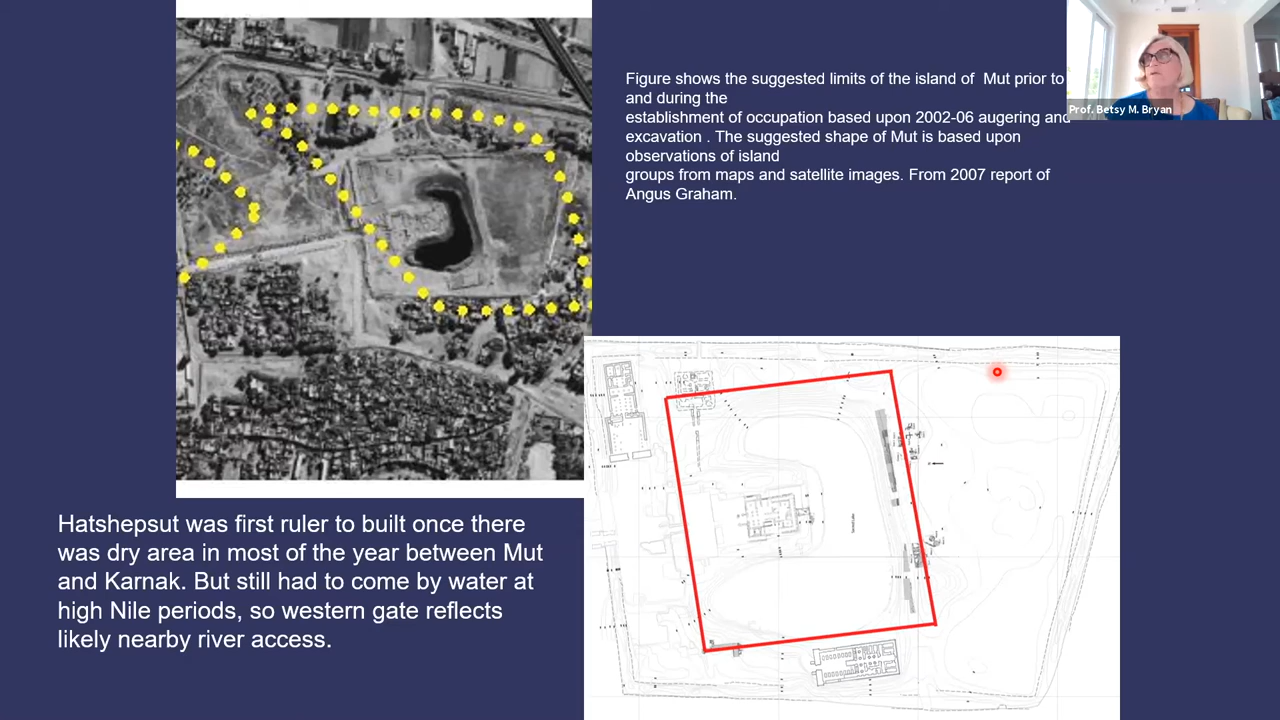 Figure shows the suggested limits of the island of  Mut prior to
and during the
establishment of occupation based upon 2002-06 augering and
excavation . The suggested shape of Mut is based upon
observations of island
groups from maps and satellite images. From 2007 report of
Angus Graham.
Prof. Betsy M. Bryan
Hatshepsut was first ruler to built once there
was dry area in most of the year between Mut
and Karnak. But still had to come by water at
high Nile periods, so western gate reflects
likely nearby river access.